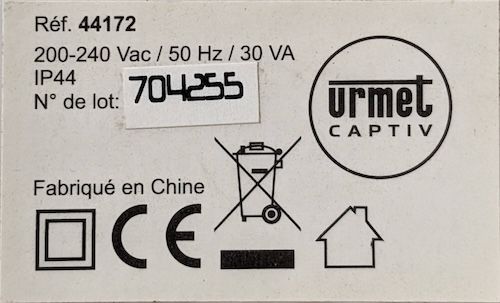 Réf. 44172
200-240 Vac / 50 Hz / 30 VA
IP44
N° de lot: 704255
urmet
CAPTIV
Fabriqué en Chine
CE